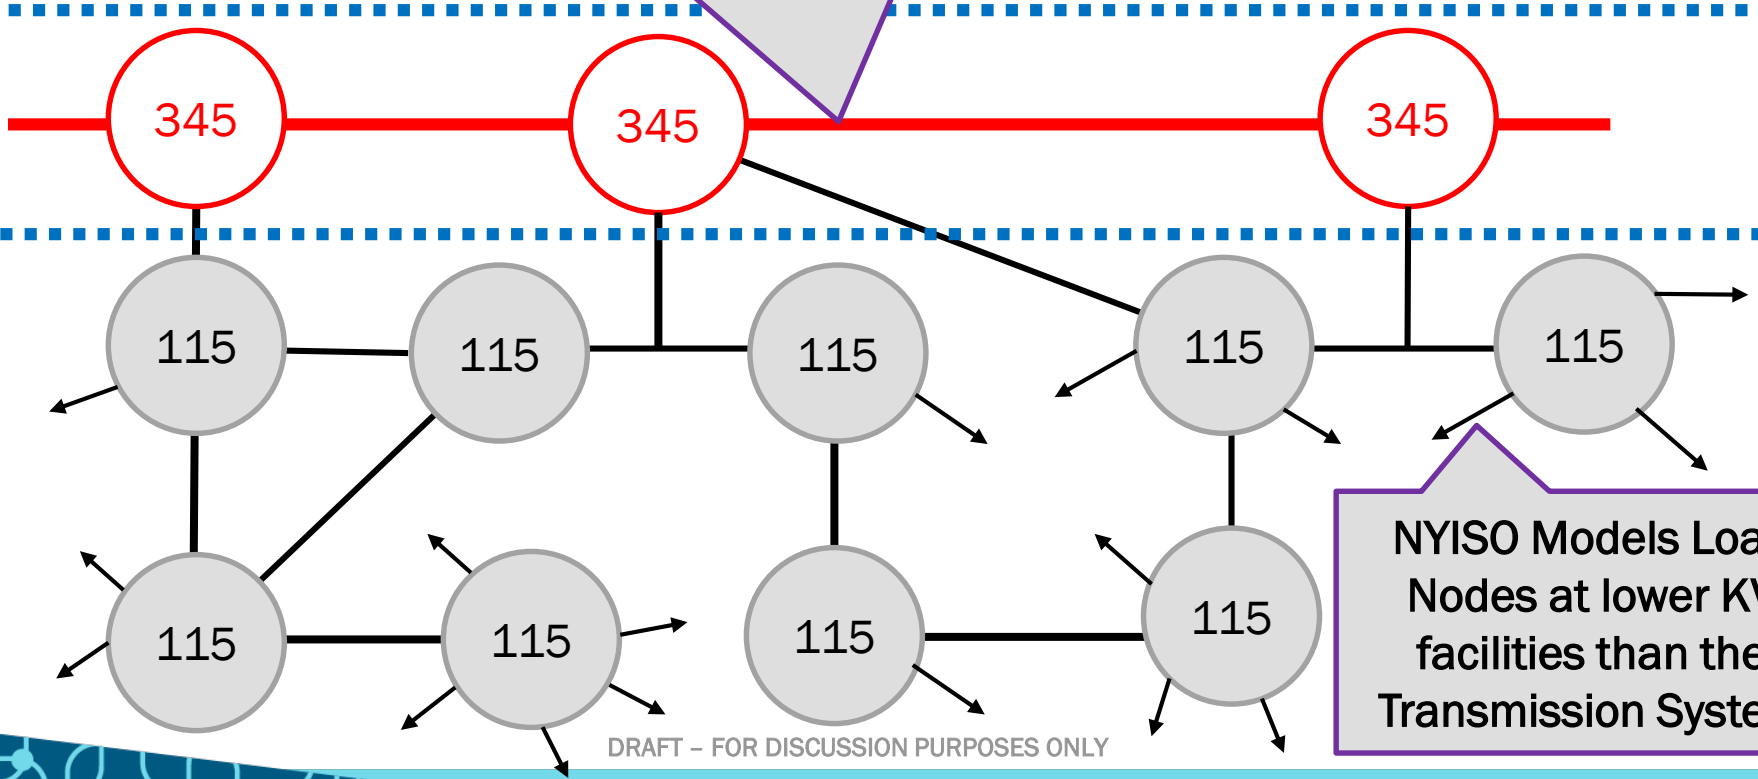 345
345
345
115
115
115
115
115
115
115
115
115
NYISO Models Loa
Nodes at lower KV
facilities than the
Transmission Syste
DRAFT – FOR DISCUSSION PURPOSES ONLY